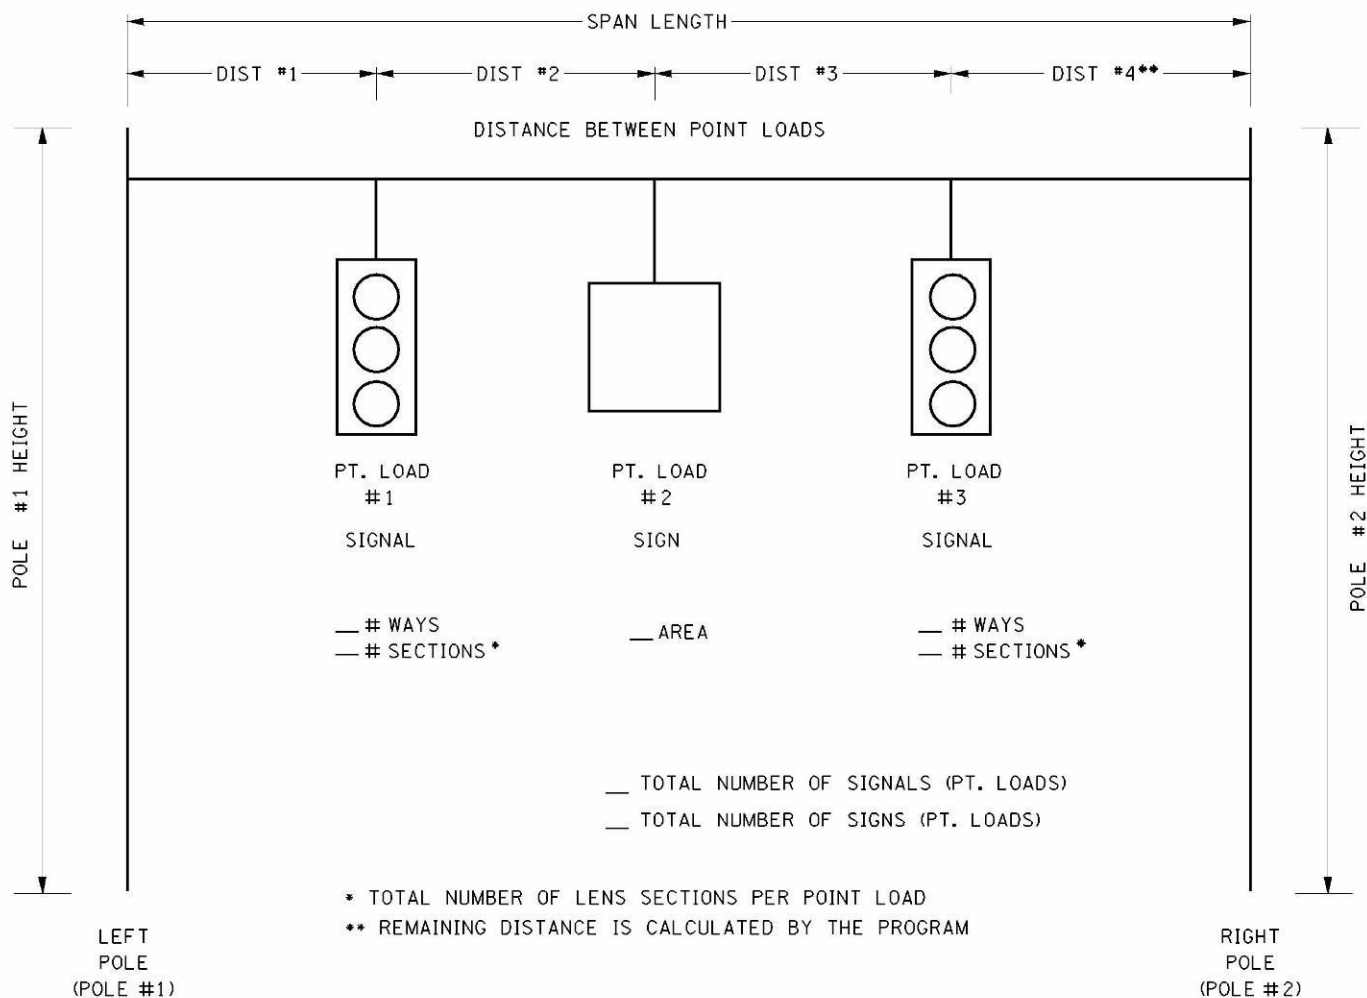 SPAN LENGTH
DIST #1
DIST #2
DIST #3
DIST #4**
DISTANCE BETWEEN POINT LOADS
POLE #1 HEIGHT
POLE #2 HEIGHT
PT. LOAD
#1
SIGNAL
__ # WAYS
__ # SECTIONS*
PT. LOAD
#2
SIGN
__ AREA
PT. LOAD
#3
SIGNAL
__ # WAYS
__ # SECTIONS*
__ TOTAL NUMBER OF SIGNALS (PT. LOADS)
__ TOTAL NUMBER OF SIGNS (PT. LOADS)
* TOTAL NUMBER OF LENS SECTIONS PER POINT LOAD
** REMAINING DISTANCE IS CALCULATED BY THE PROGRAM
LEFT
POLE
(POLE #1)
RIGHT
POLE
(POLE #2)